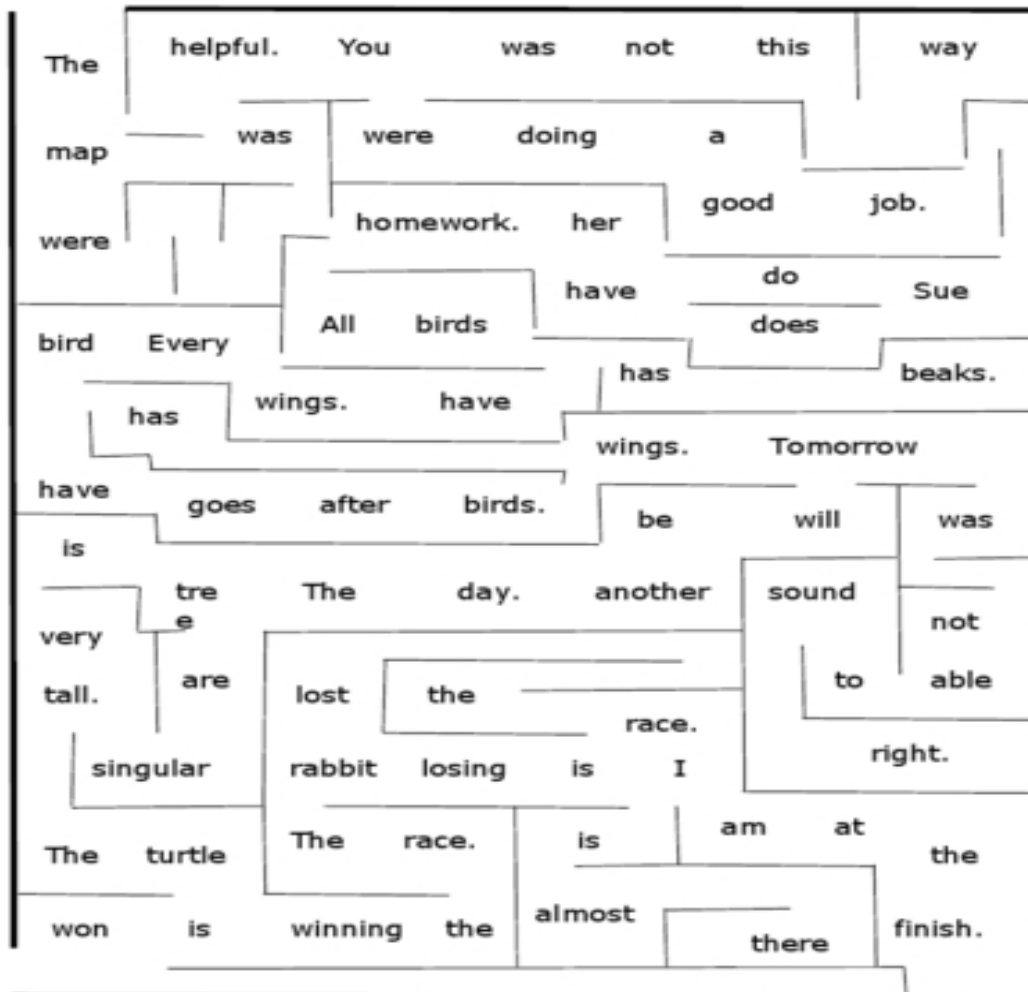 The helpful. You was not this way
map was were doing a
were homework. her good job.
have do Sue
bird Every All birds does
has beaks.
has wings. have
wings. Tomorrow
have goes after birds. be will was
is
tre The day. another sound
e not
very
tall. are lost the to able
race.
singular rabbit losing is I right.
The turtle The race. is am at the
won is winning the almost there finish.